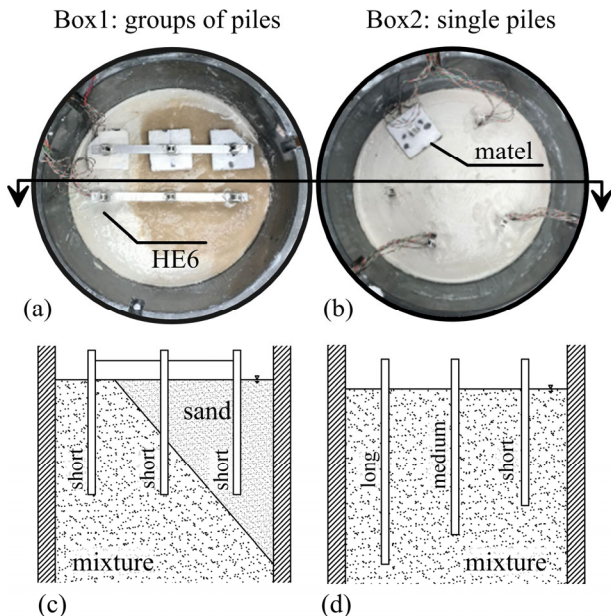 Box1: groups of piles
Box2: single piles
HE6
matel
(a)
(b)
sand
short
short
short
mixture
long
medium
short
mixture
(c)
(d)